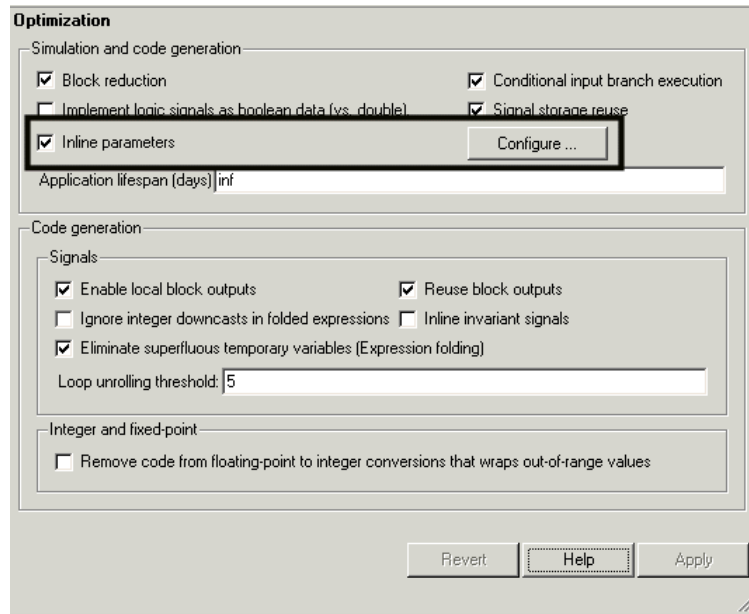 Optimization
Simulation and code generation
Block reduction
Conditional input branch execution
Implement logic signals as boolean data (vs. double)
Signal storage reuse
Inline parameters
Configure ...
Application lifespan (days) inf
Code generation
Signals
Enable local block outputs
Reuse block outputs
Ignore integer downcasts in folded expressions
Inline invariant signals
Eliminate superfluous temporary variables (Expression folding)
Loop unrolling threshold: 5
Integer and fixed-point
Remove code from floating-point to integer conversions that wraps out-of-range values
Revert
Help
Apply